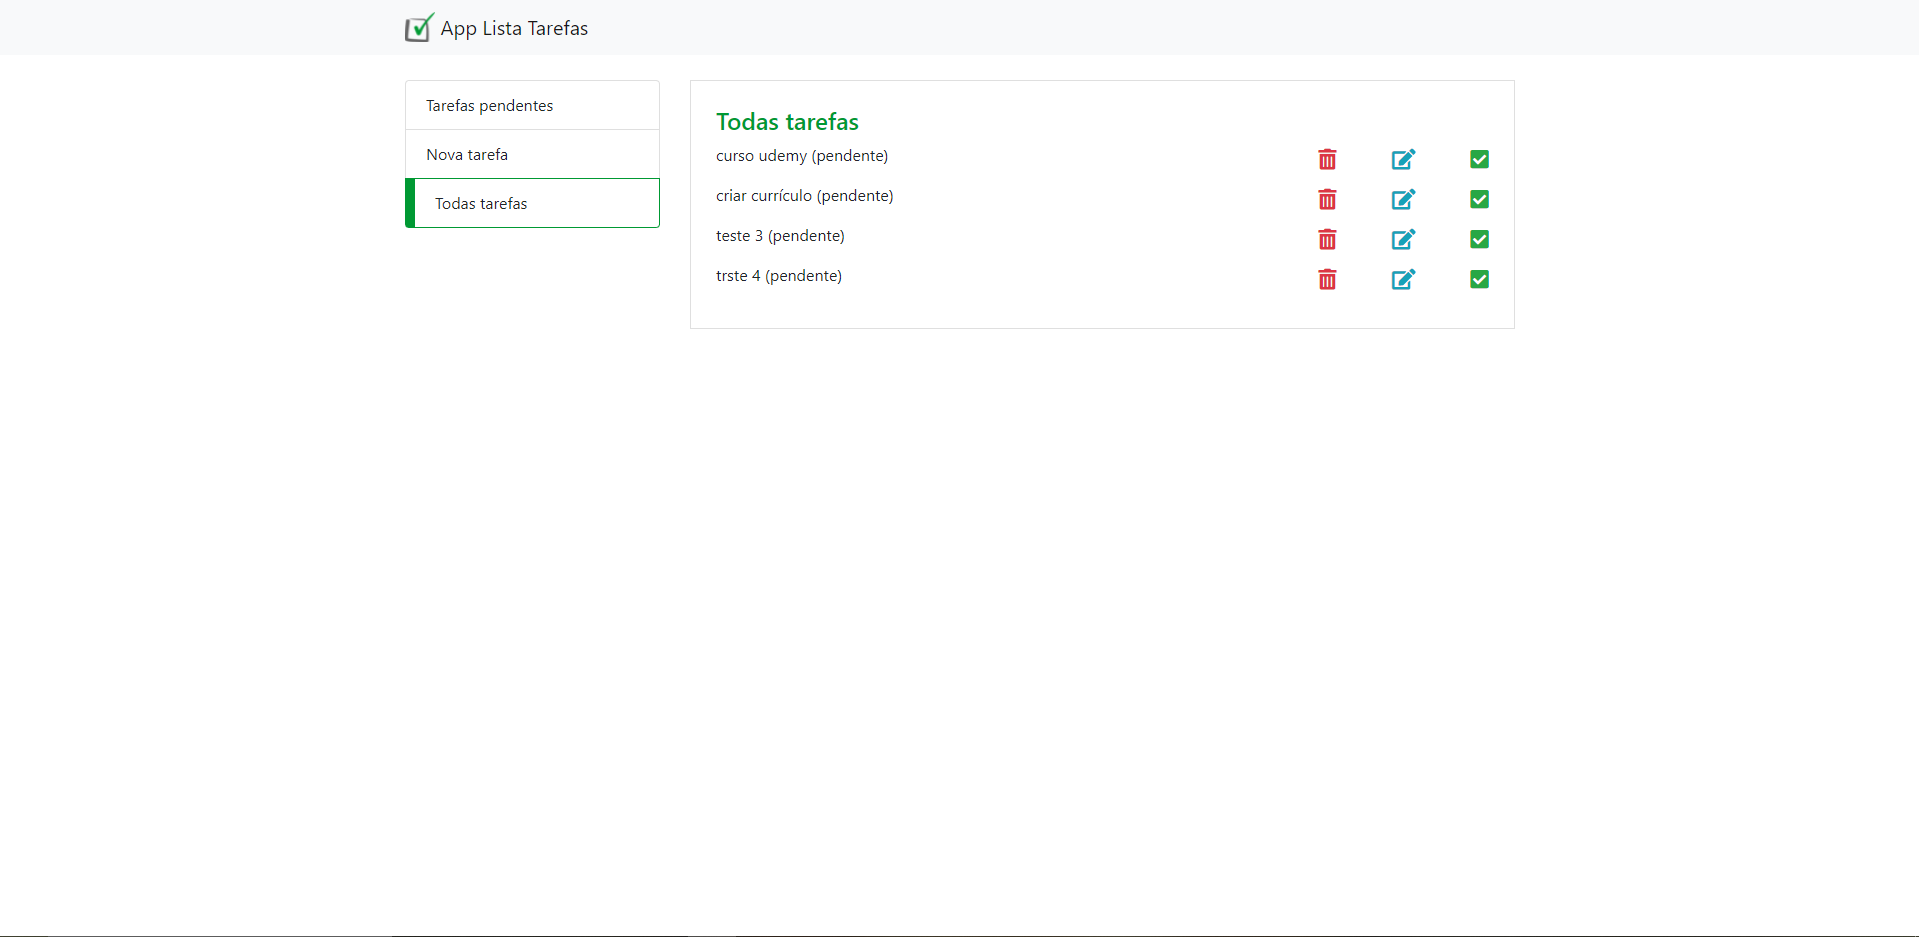 App Lista Tarefas
Tarefas pendentes
Nova tarefa
Todas tarefas
Todas tarefas
curso udemy (pendente)
criar currículo (pendente)
teste 3 (pendente)
trste 4 (pendente)